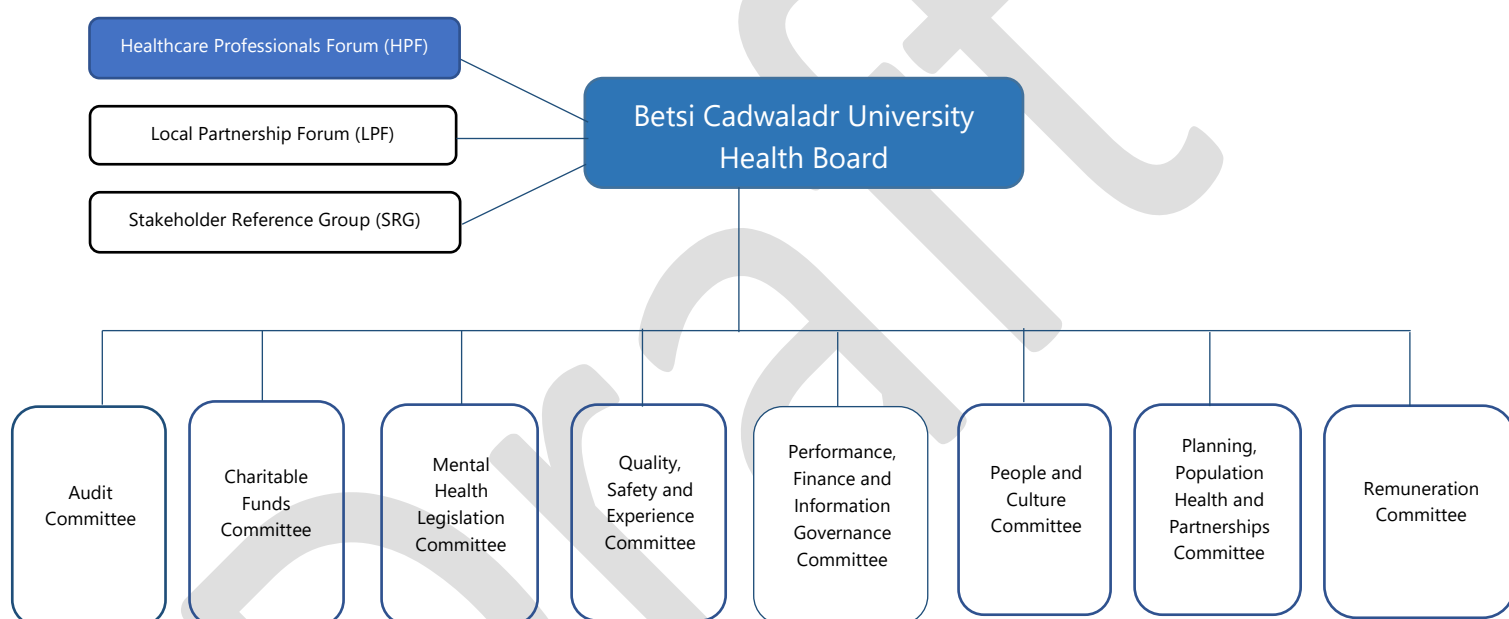 Healthcare Professionals Forum (HPF)
Betsi Cadwaladr University
Health Board
Local Partnership Forum (LPF)
Stakeholder Reference Group (SRG)
Audit
Committee
Charitable
Funds
Committee
Mental
Health
Legislation
Committee
Quality,
Safety and
Experience
Committee
Performance,
Finance and
Information
Governance
Committee
People and
Culture
Committee
Planning,
Population
Health and
Partnerships
Committee
Remuneration
Committee
Draft